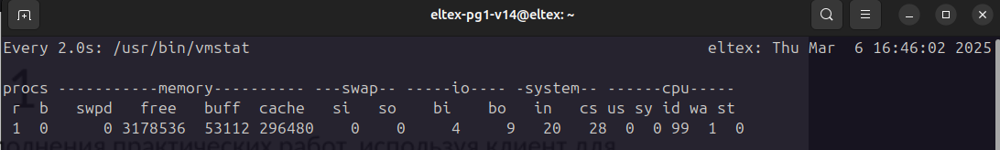 eltex-pg1-v14@eltex: ~
Every 2.0s: /usr/bin/vmstat eltex: Thu Mar  6 16:46:02 2025
procs -----------memory---------- ---swap-- -----io---- -system-- ------cpu-----
 r  b   swpd   free   buff  cache   si   so    bi    bo   in   cs us sy id wa st
 1  0      0 3178536  53112 296480    0    0     4     9   20   28  0  0 99  1  0
практических работ, используя клиент для